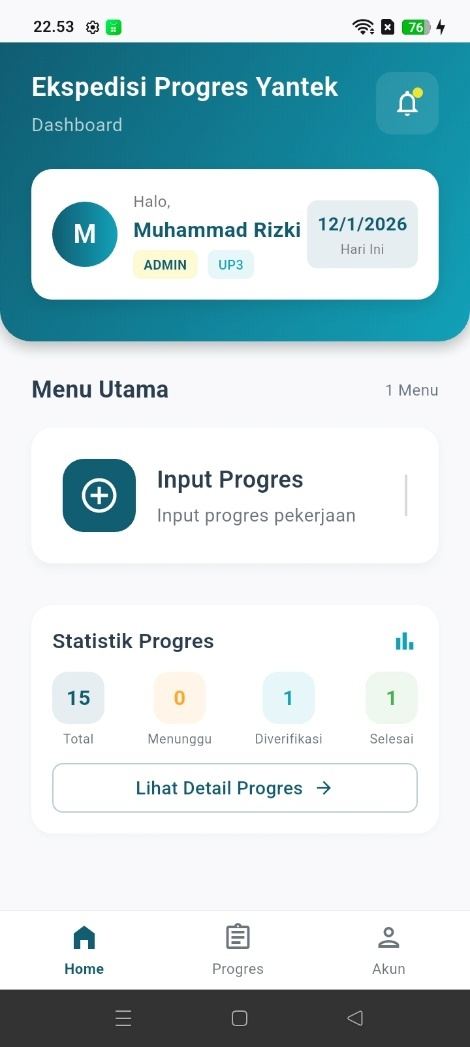 22.53
76
Ekspedisi Progres Yantek
Dashboard
M
Halo,
Muhammad Rizki
ADMIN UP3
12/1/2026
Hari Ini
Menu Utama
1 Menu
Input Progres
Input progres pekerjaan
Statistik Progres
15 0 1 1
Total Menunggu Diverifikasi Selesai
Lihat Detail Progres
Home Progres Akun